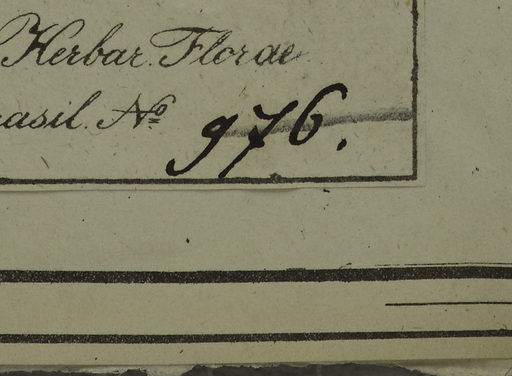 Herbar. Florae
asil. No 976.